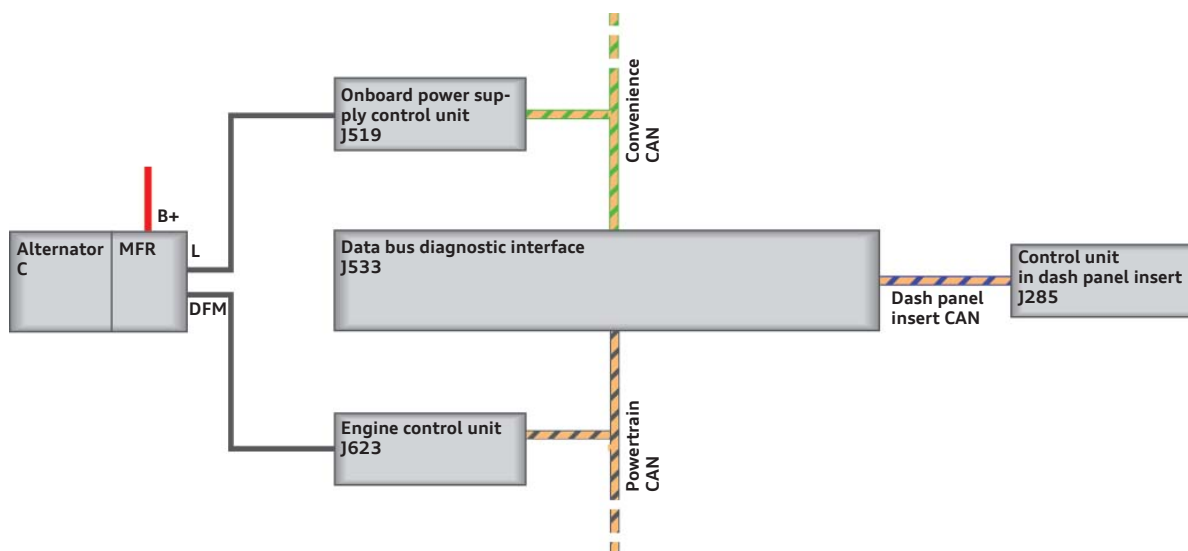 Onboard power sup-
ply control unit
J519
Convenience
CAN
B+
Alternator
C
MFR
L
DFM
Data bus diagnostic interface
J533
Dash panel
insert CAN
Control unit
in dash panel insert
J285
Engine control unit
J623
Powertrain
CAN